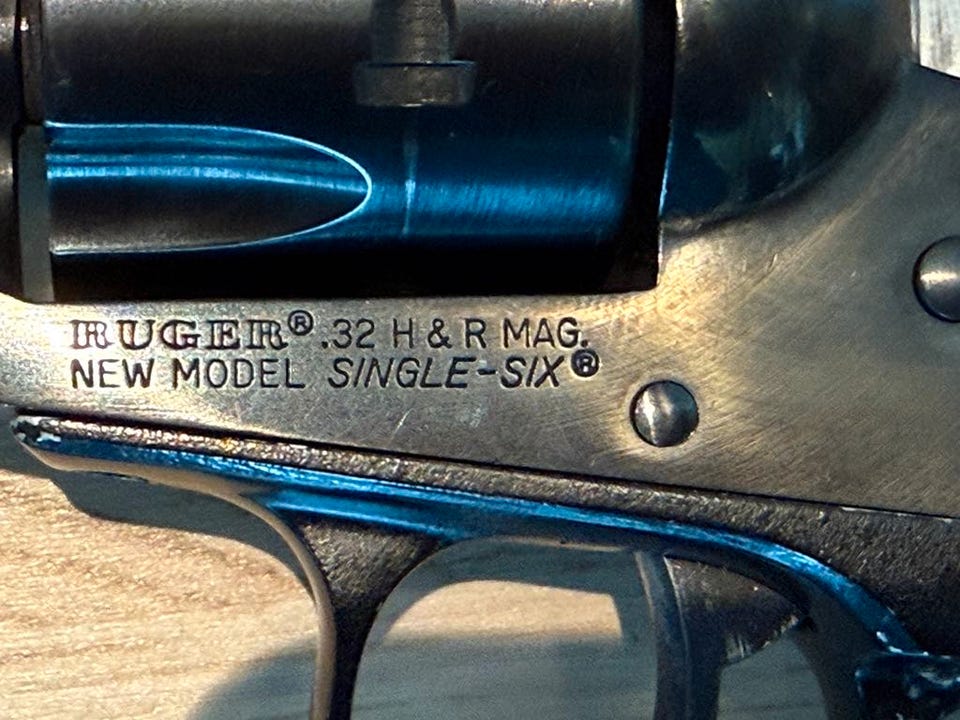 RUGER® .32 H & R MAG.
NEW MODEL SINGLE-SIX®